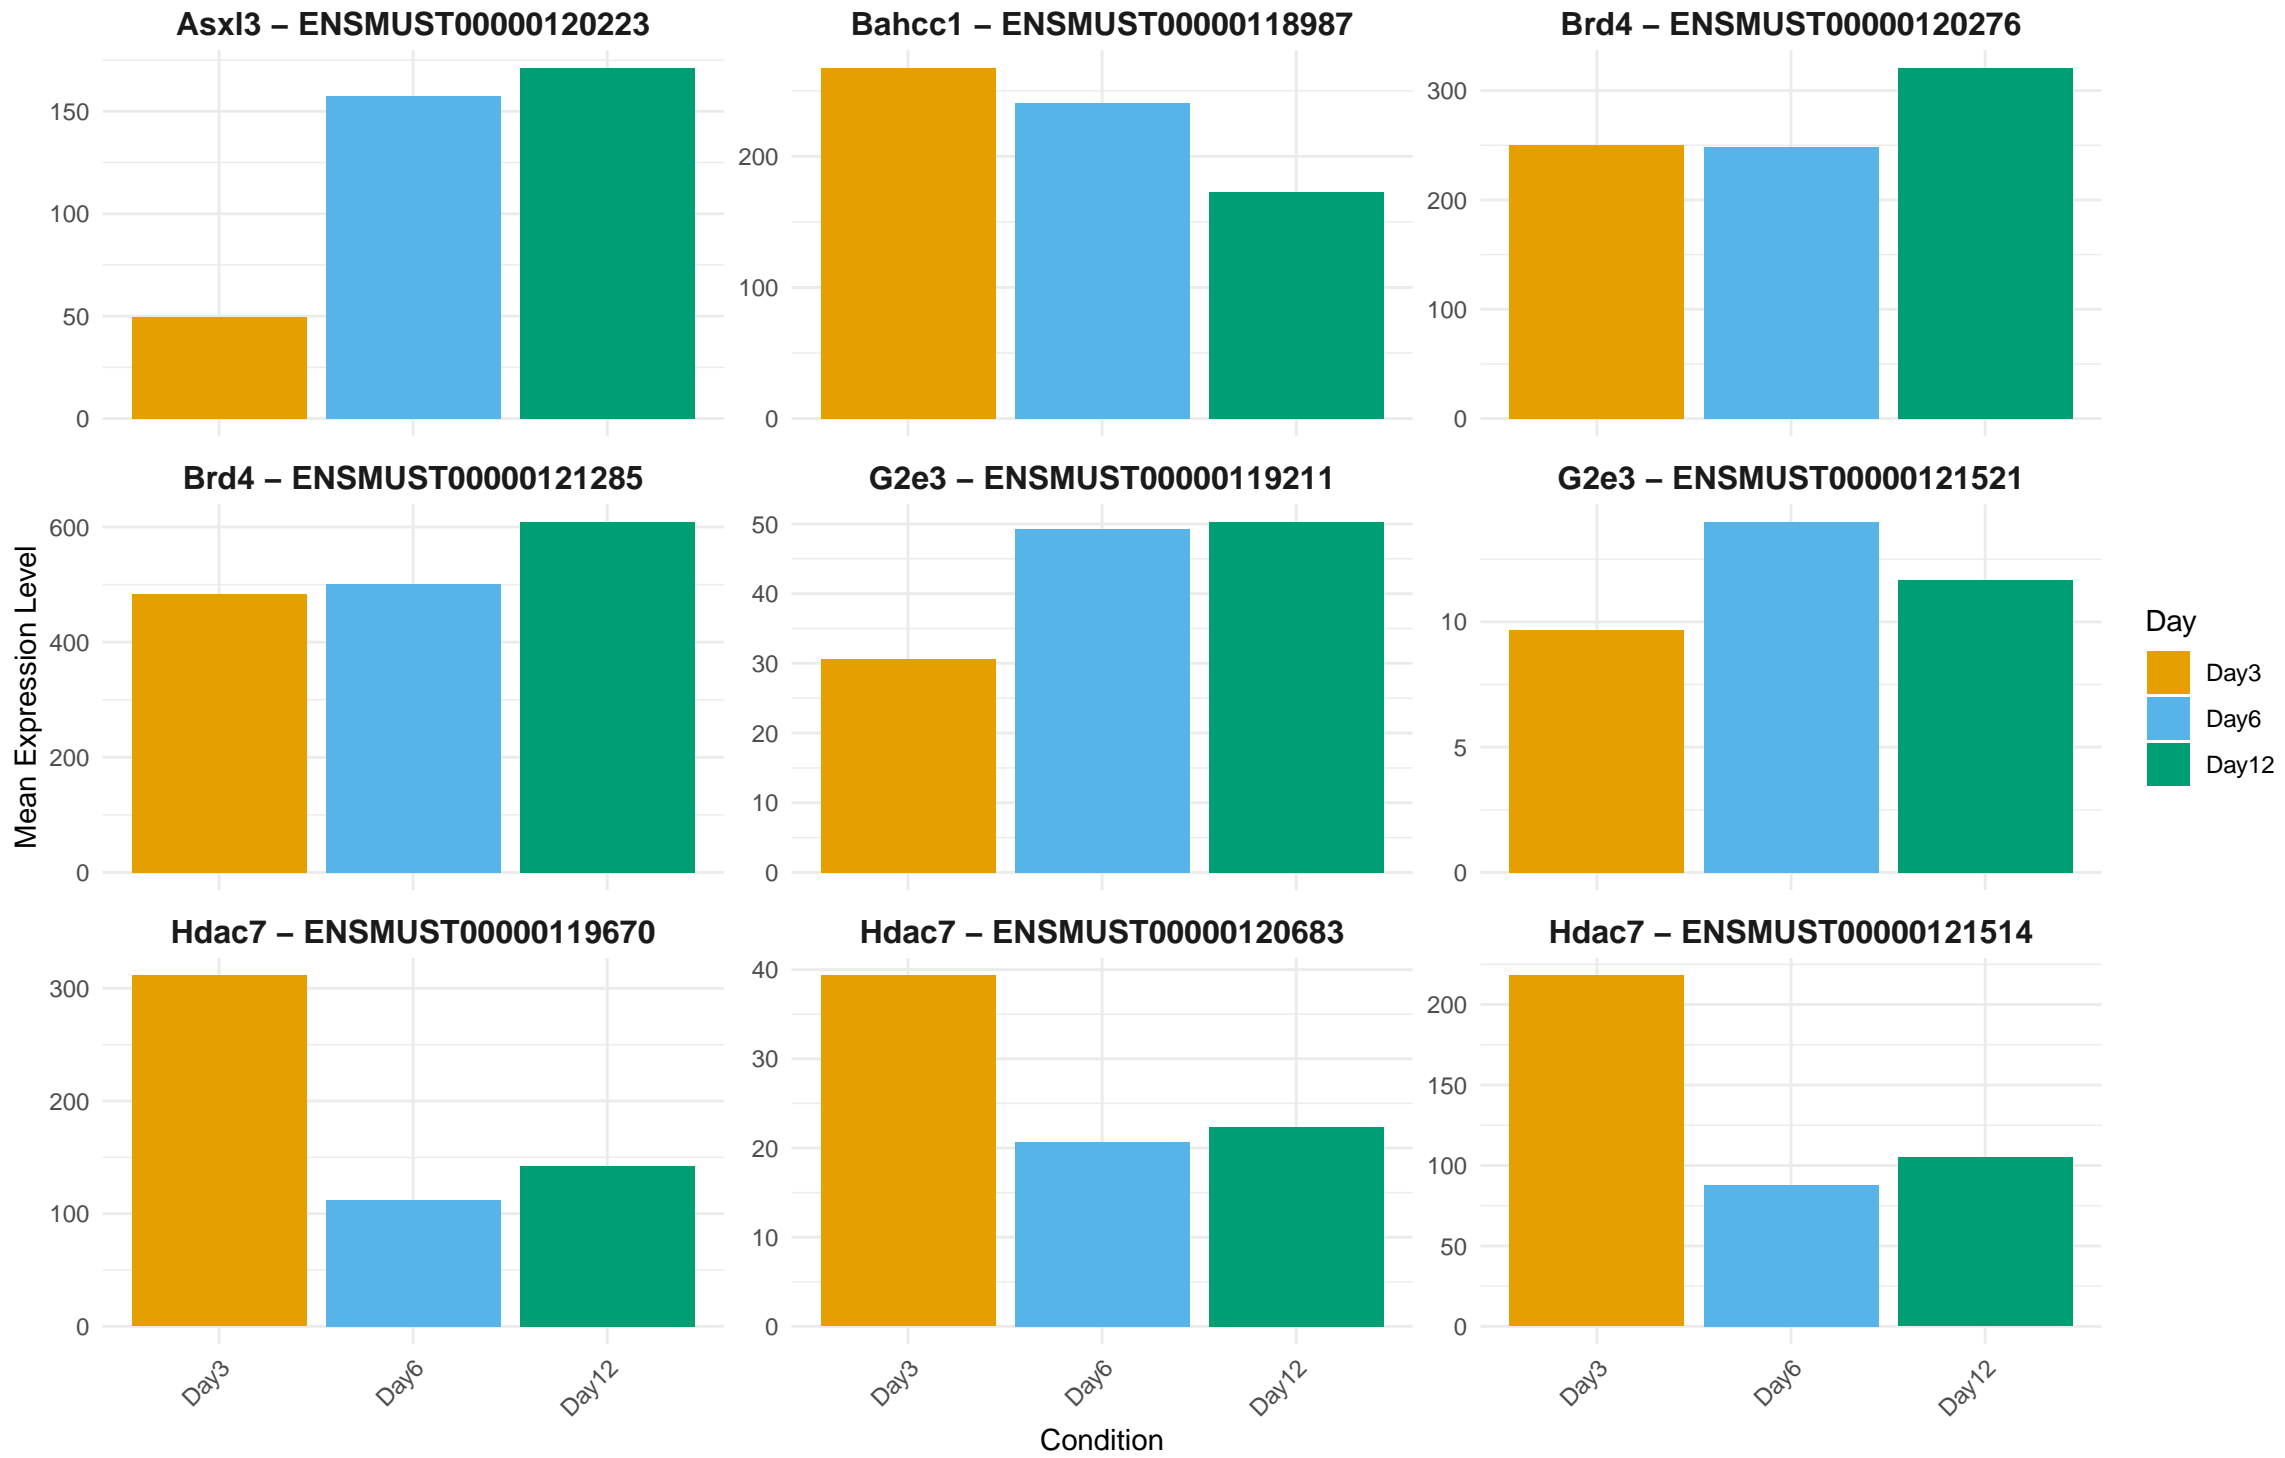 Asxl3 – ENSMUST00000120223
Bahcc1 – ENSMUST00000118987
Brd4 – ENSMUST00000120276
150
100
50
0
200
100
0
300
200
100
0
Brd4 – ENSMUST00000121285
G2e3 – ENSMUST00000119211
G2e3 – ENSMUST00000121521
600
400
200
0
50
40
30
20
10
0
10
5
0
Mean Expression Level
Day
Day3
Day6
Day12
Hdac7 – ENSMUST00000119670
Hdac7 – ENSMUST00000120683
Hdac7 – ENSMUST00000121514
300
200
100
0
40
30
20
10
0
200
150
100
50
0
Day3
Day6
Day12
Day3
Day6
Day12
Day3
Day6
Day12
Condition